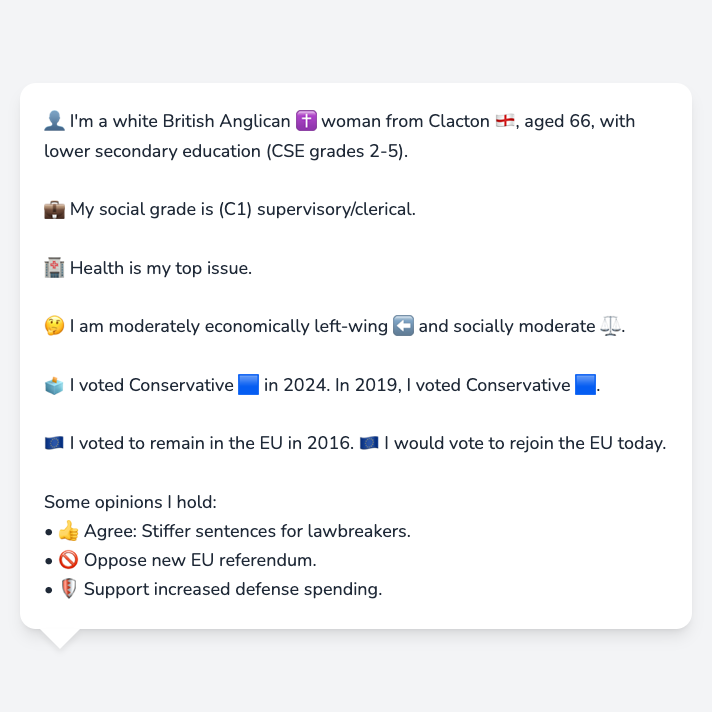 👤 I'm a white British Anglican ✝️ woman from Clacton 🏴󠁧󠁢󠁥󠁮󠁧󠁿, aged 66, with
lower secondary education (CSE grades 2-5).
💼 My social grade is (C1) supervisory/clerical.
🏥 Health is my top issue.
🤔 I am moderately economically left-wing ⬅️ and socially moderate ⚖️.
🗳️ I voted Conservative 🟦 in 2024. In 2019, I voted Conservative 🟦.
🇪🇺 I voted to remain in the EU in 2016. 🇪🇺 I would vote to rejoin the EU today.
Some opinions I hold:
• 👍 Agree: Stiffer sentences for lawbreakers.
• 🚫 Oppose new EU referendum.
• 🛡️ Support increased defense spending.